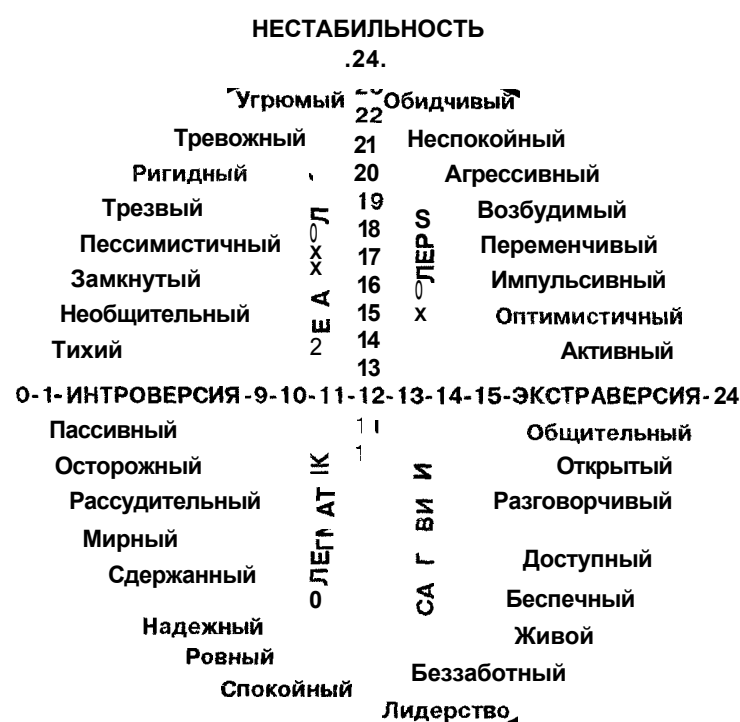 НЕСТАБИЛЬНОСТЬ
.24.
Угрюмый Обидчивый
22
Тревожный 21 Неспокойный
Ригидный 20 Агрессивный
Трезвый 19 Возбудимый
Пессимистичный 18 Переменчивый
17
Замкнутый 16 Импульсивный
Необщительный 15 Оптимистичный
Тихий 14 Активный
13
0-1-ИНТРОВЕРСИЯ-9-10-11-12-13-14-15-ЭКСТРАВЕРСИЯ-24
Пассивный 11 Общительный
Осторожный Открытый
Рассудительный Разговорчивый
Мирный Доступный
Сдержанный Беспечный
Надежный Живой
Ровный Беззаботный
Спокойный Лидерство